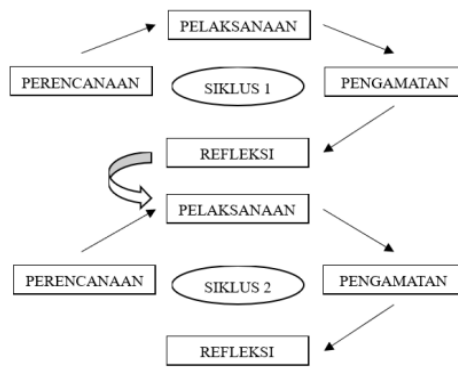 PELAKSANAAN
PERENCANAAN
SIKLUS 1
PENGAMATAN
REFLEKSI
PELAKSANAAN
PERENCANAAN
SIKLUS 2
PENGAMATAN
REFLEKSI